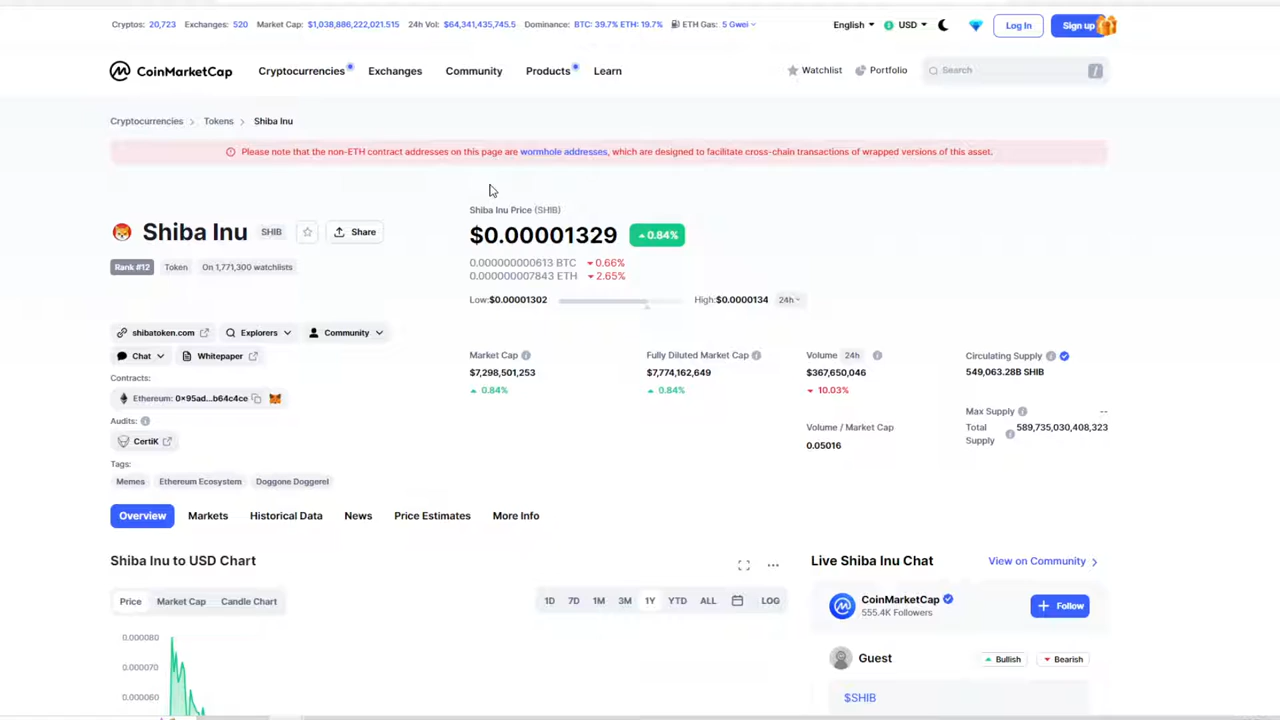 Cryptos: 20,723 Exchanges: 520 Market Cap: $1,038,886,222,021.515 24h Vol: $64,341,435,745.5 Dominance: BTC: 39.7% ETH: 19.7% ETH Gas: 5 Gwei English USD Log In Sign up
CoinMarketCap Cryptocurrencies Exchanges Community Products Learn Watchlist Portfolio Search /
Cryptocurrencies > Tokens > Shiba Inu
Please note that the non-ETH contract addresses on this page are wormhole addresses, which are designed to facilitate cross-chain transactions of wrapped versions of this asset.
Shiba Inu SHIB Share
Rank #12 Token On 1,771,300 watchlists
shibatoken.com Explorers Community
Chat Whitepaper
Contracts:
Ethereum: 0x95ad...b64c4ce
Audits:
CertiK
Tags:
Memes Ethereum Ecosystem Doggone Doggerel
Shiba Inu Price (SHIB)
$0.00001329 0.84%
0.000000000613 BTC 0.66%
0.000000007843 ETH 2.65%
Low:$0.00001302 High:$0.0000134 24h
Market Cap
$7,298,501,253
0.84%
Fully Diluted Market Cap
$7,774,162,649
0.84%
Volume 24h
$367,650,046
10.03%
Volume / Market Cap
0.05016
Circulating Supply
549,063.28B SHIB
Max Supply --
Total Supply 589,735,030,408,323
Overview Markets Historical Data News Price Estimates More Info
Shiba Inu to USD Chart
Price Market Cap Candle Chart 1D 7D 1M 3M 1Y YTD ALL LOG
0.000080
0.000070
0.000060
Live Shiba Inu Chat View on Community >
CoinMarketCap
555.4K Followers
+ Follow
Guest Bullish Bearish
$SHIB